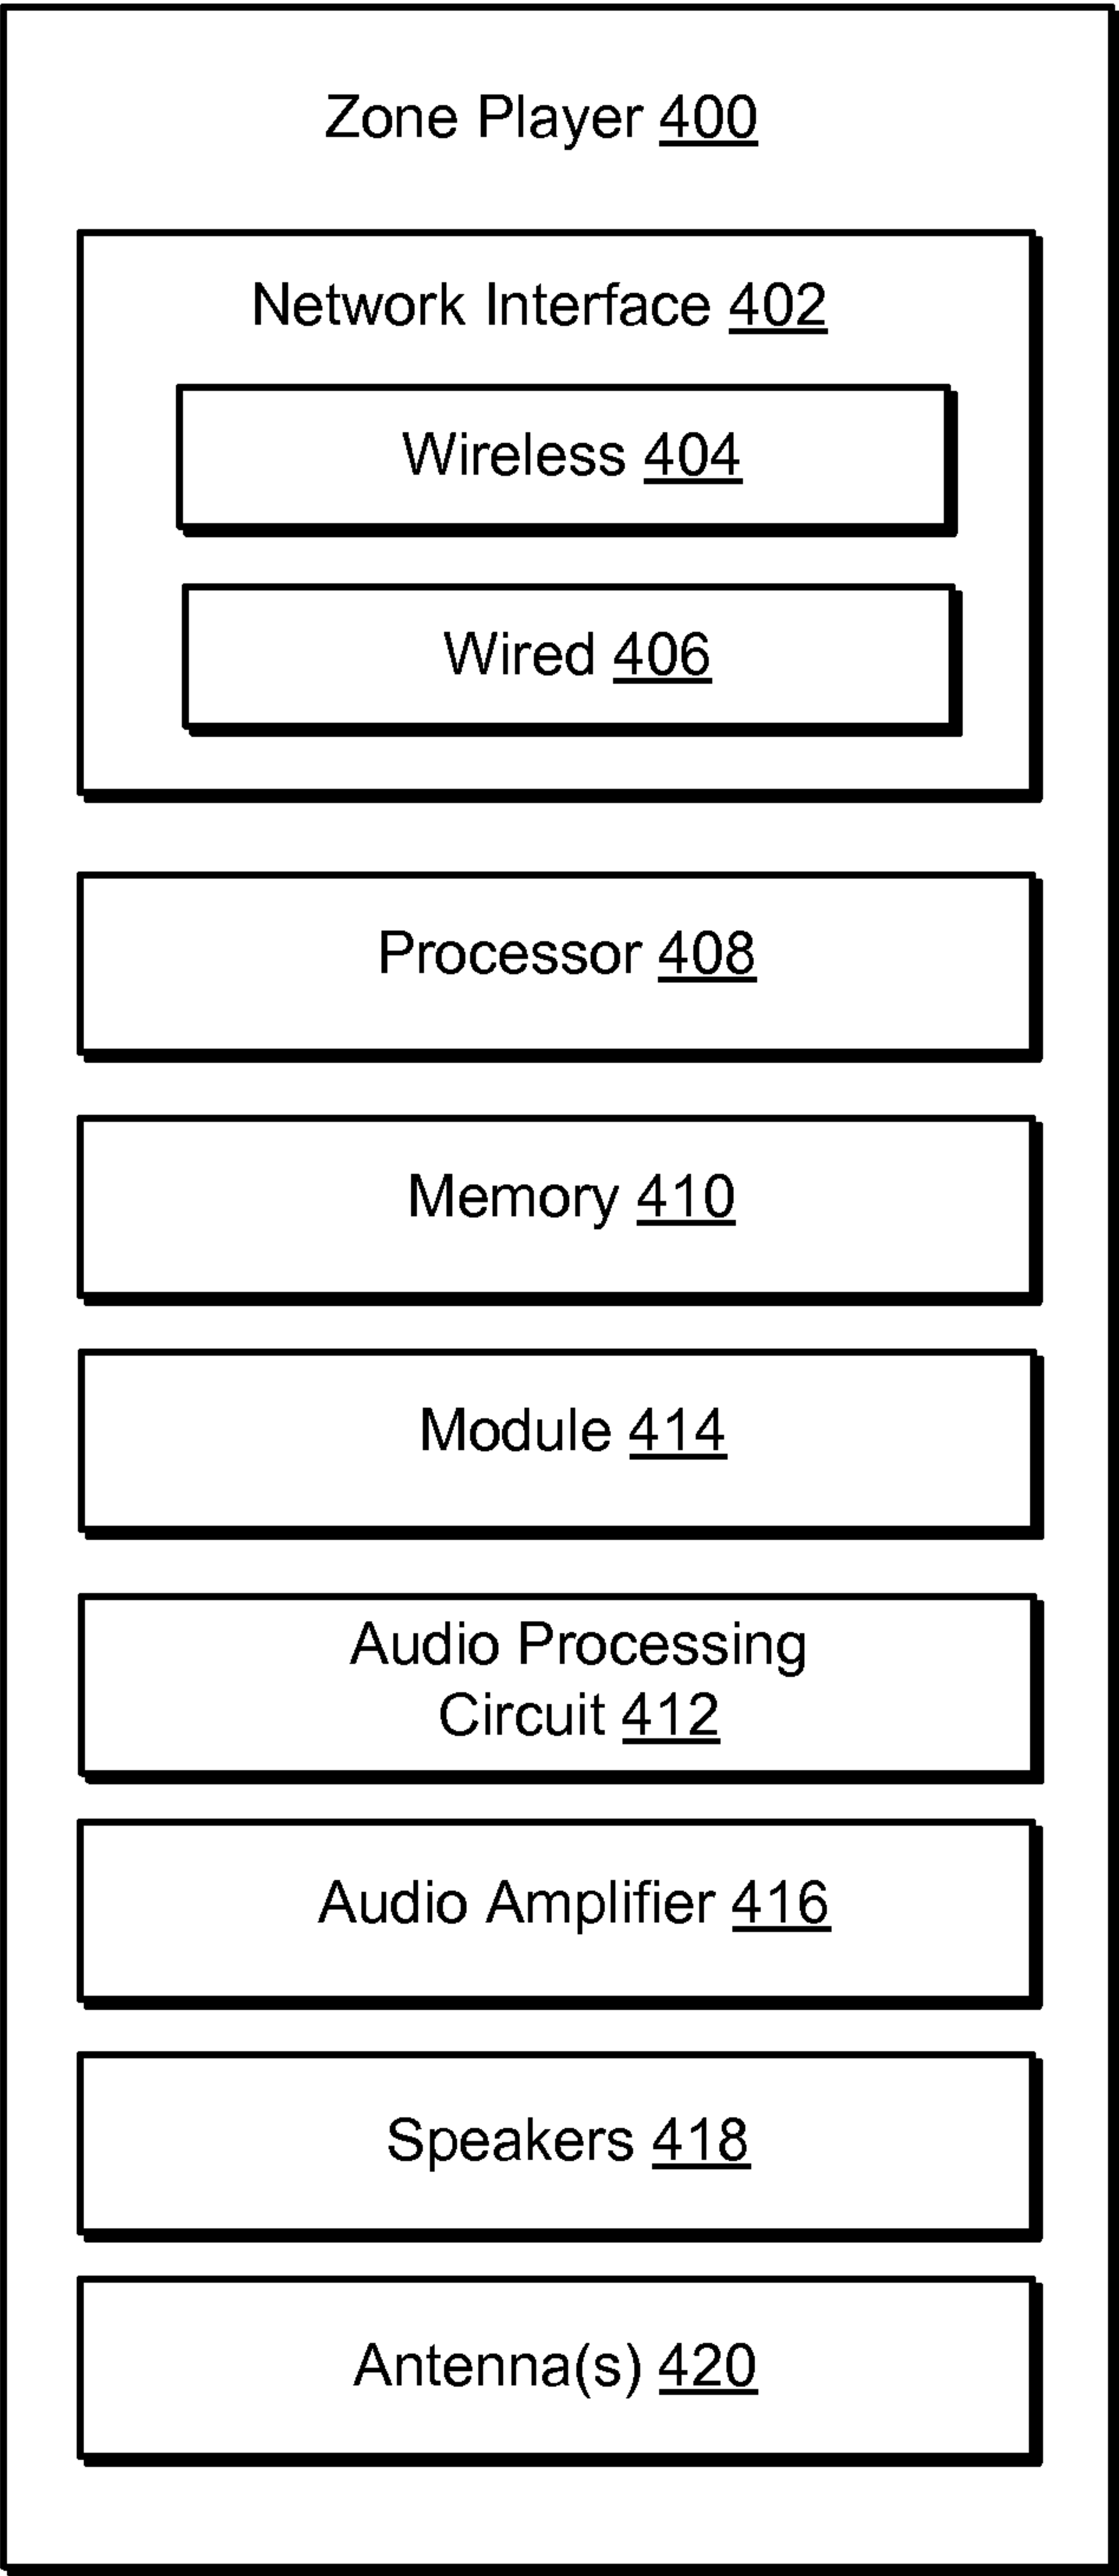 Zone Player 400
Network Interface 402
Wireless 404
Wired 406
Processor 408
Memory 410
Module 414
Audio Processing
Circuit 412
Audio Amplifier 416
Speakers 418
Antenna(s) 420